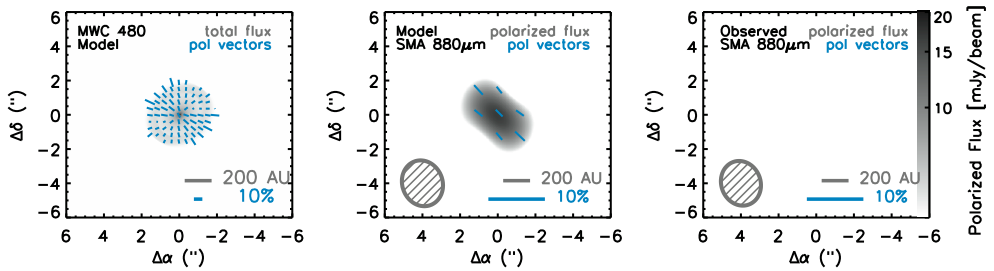 MWC 480 total flux
Model pol vectors
6
4
2
0
−2
−4
−6
Δδ ('')
200 AU
10%
6 4 2 0 −2 −4 −6
Δα ('')
Model polarized flux
SMA 880μm pol vectors
6
4
2
0
−2
−4
−6
Δδ ('')
200 AU
10%
6 4 2 0 −2 −4 −6
Δα ('')
Observed polarized flux
SMA 880μm pol vectors
6
4
2
0
−2
−4
−6
Δδ ('')
200 AU
10%
6 4 2 0 −2 −4 −6
Δα ('')
20
15
10
Polarized Flux [mJy/beam]